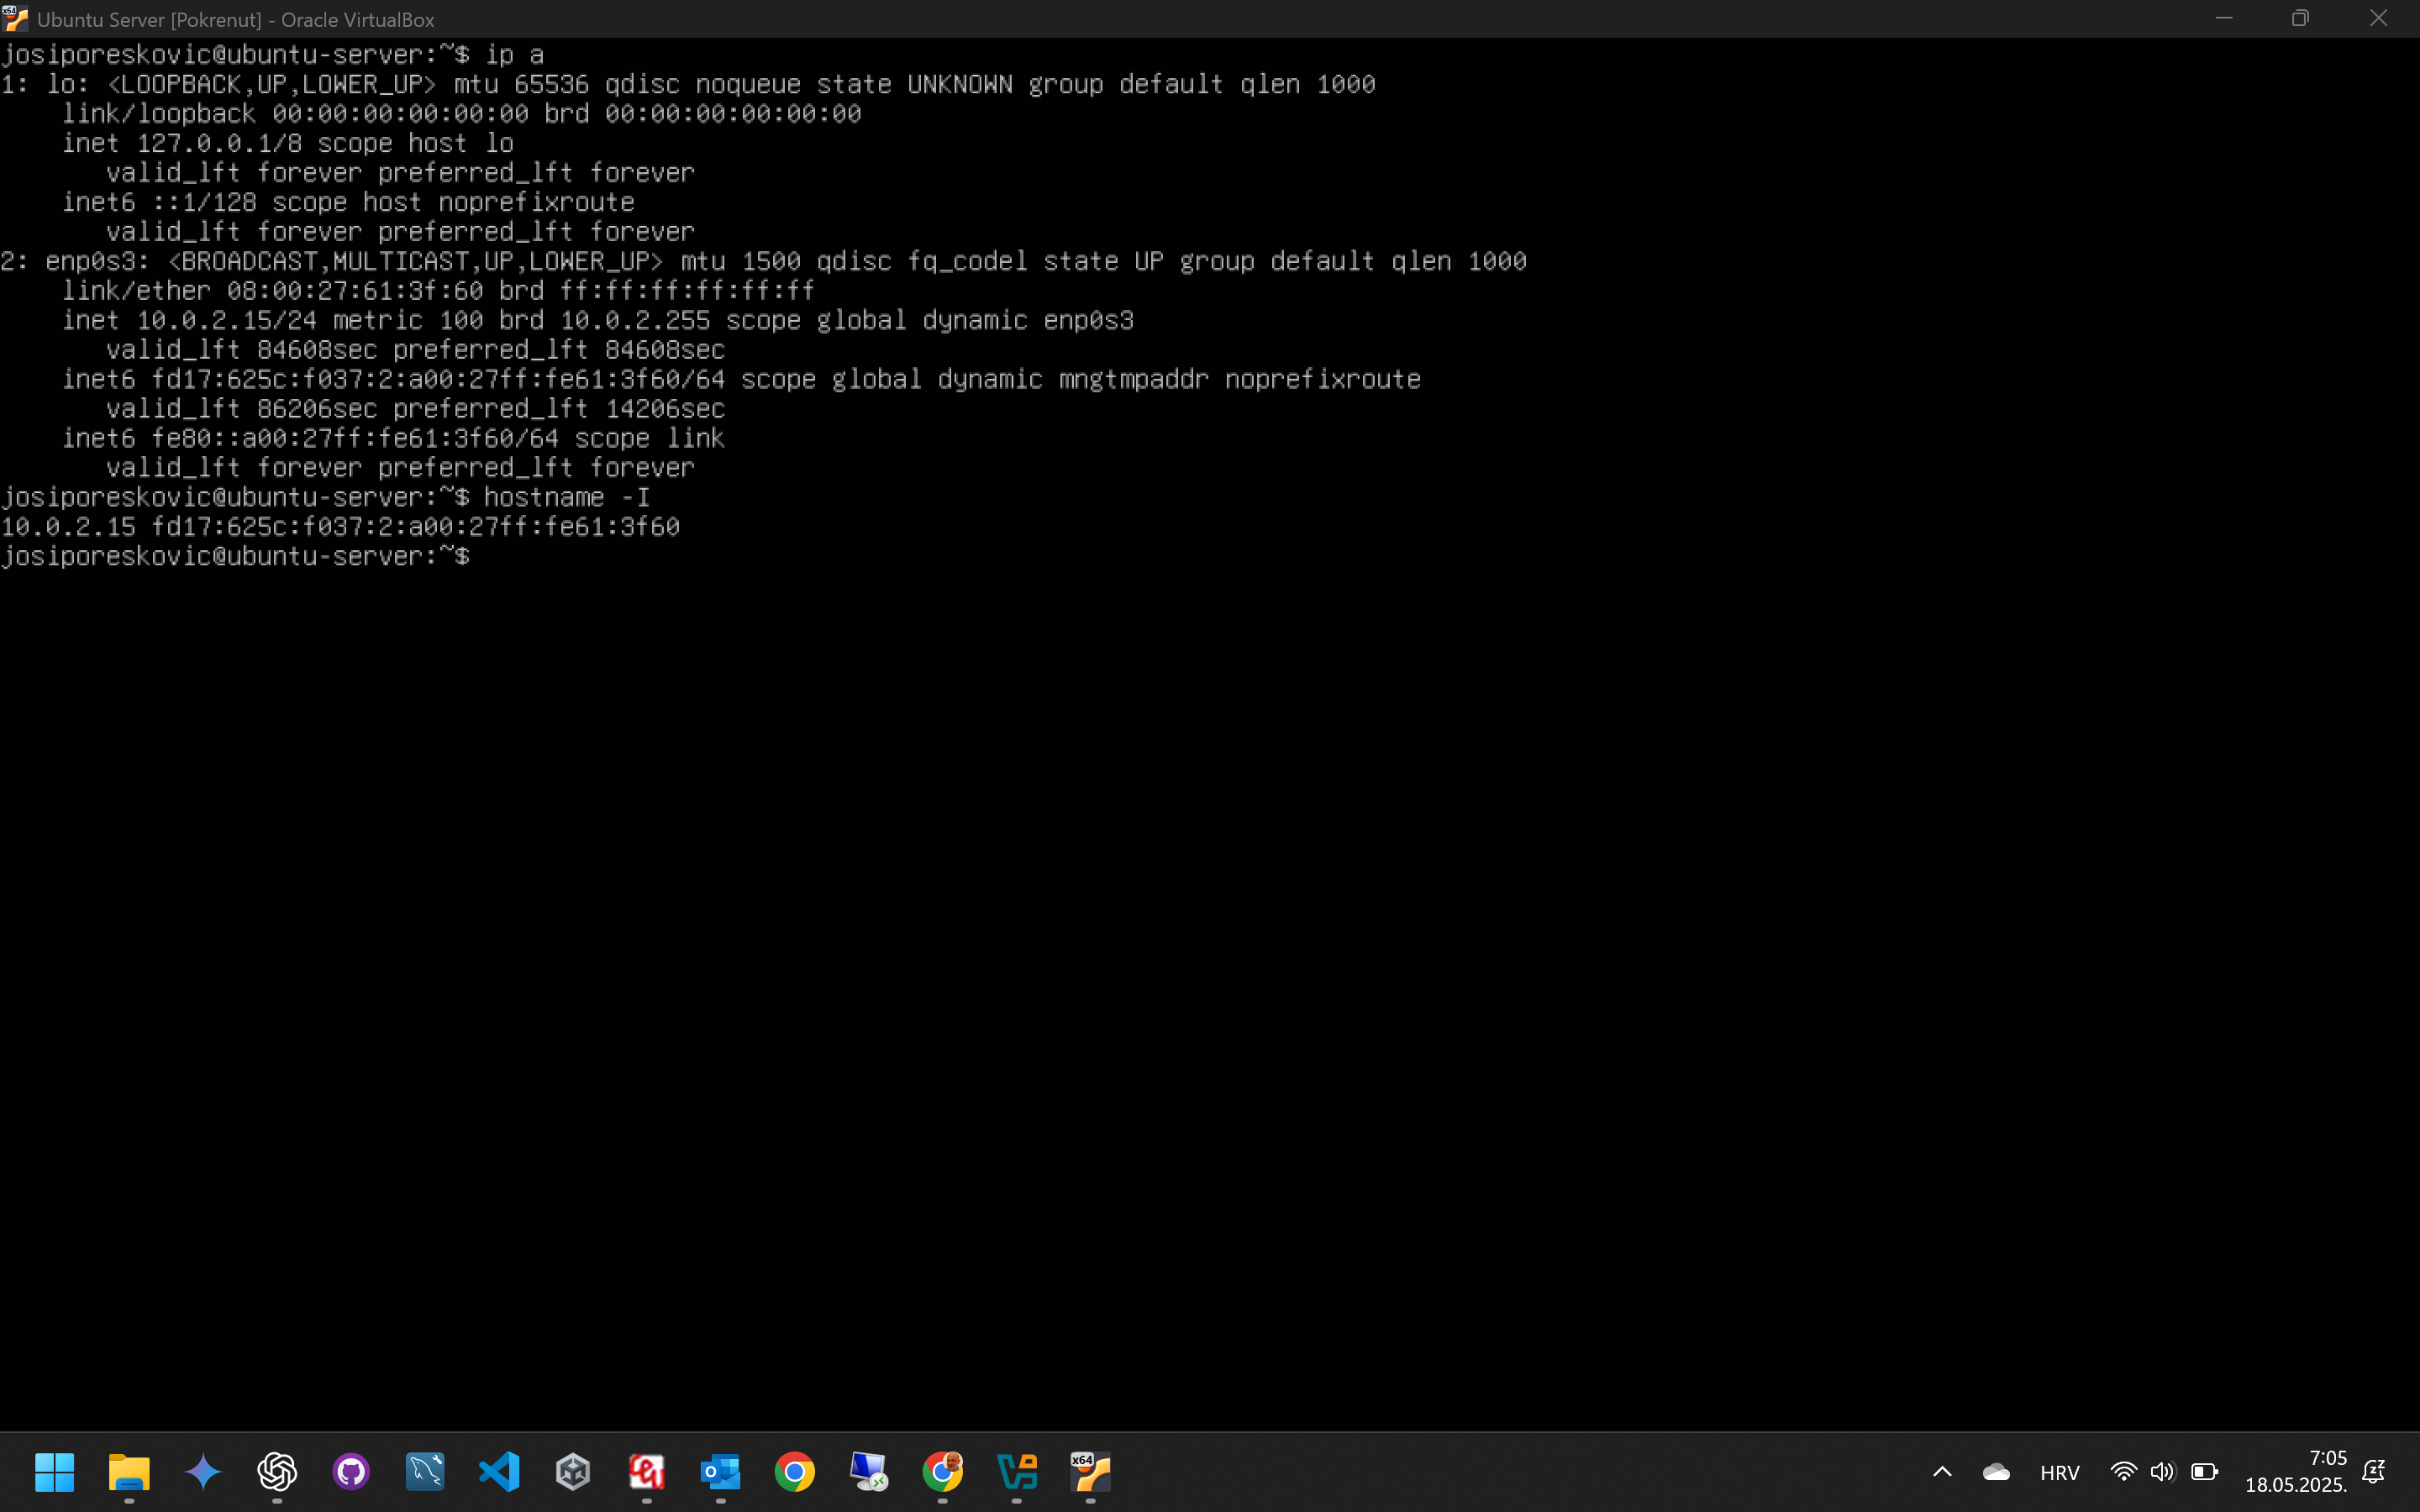 Ubuntu Server [Pokrenut] - Oracle VirtualBox
josiporeskovic@ubuntu-server:~$ ip a
1: lo: <LOOPBACK,UP,LOWER_UP> mtu 65536 qdisc noqueue state UNKNOWN group default qlen 1000
    link/loopback 00:00:00:00:00:00 brd 00:00:00:00:00:00
    inet 127.0.0.1/8 scope host lo
       valid_lft forever preferred_lft forever
    inet6 ::1/128 scope host noprefixroute
       valid_lft forever preferred_lft forever
2: enp0s3: <BROADCAST,MULTICAST,UP,LOWER_UP> mtu 1500 qdisc fq_codel state UP group default qlen 1000
    link/ether 08:00:27:61:3f:60 brd ff:ff:ff:ff:ff:ff
    inet 10.0.2.15/24 metric 100 brd 10.0.2.255 scope global dynamic enp0s3
       valid_lft 84608sec preferred_lft 84608sec
    inet6 fd17:625c:f037:2:a00:27ff:fe61:3f60/64 scope global dynamic mngtmpaddr noprefixroute
       valid_lft 86206sec preferred_lft 14206sec
    inet6 fe80::a00:27ff:fe61:3f60/64 scope link
       valid_lft forever preferred_lft forever
josiporeskovic@ubuntu-server:~$ hostname -I
10.0.2.15 fd17:625c:f037:2:a00:27ff:fe61:3f60
josiporeskovic@ubuntu-server:~$
x64
HRV
7:05
18.05.2025.